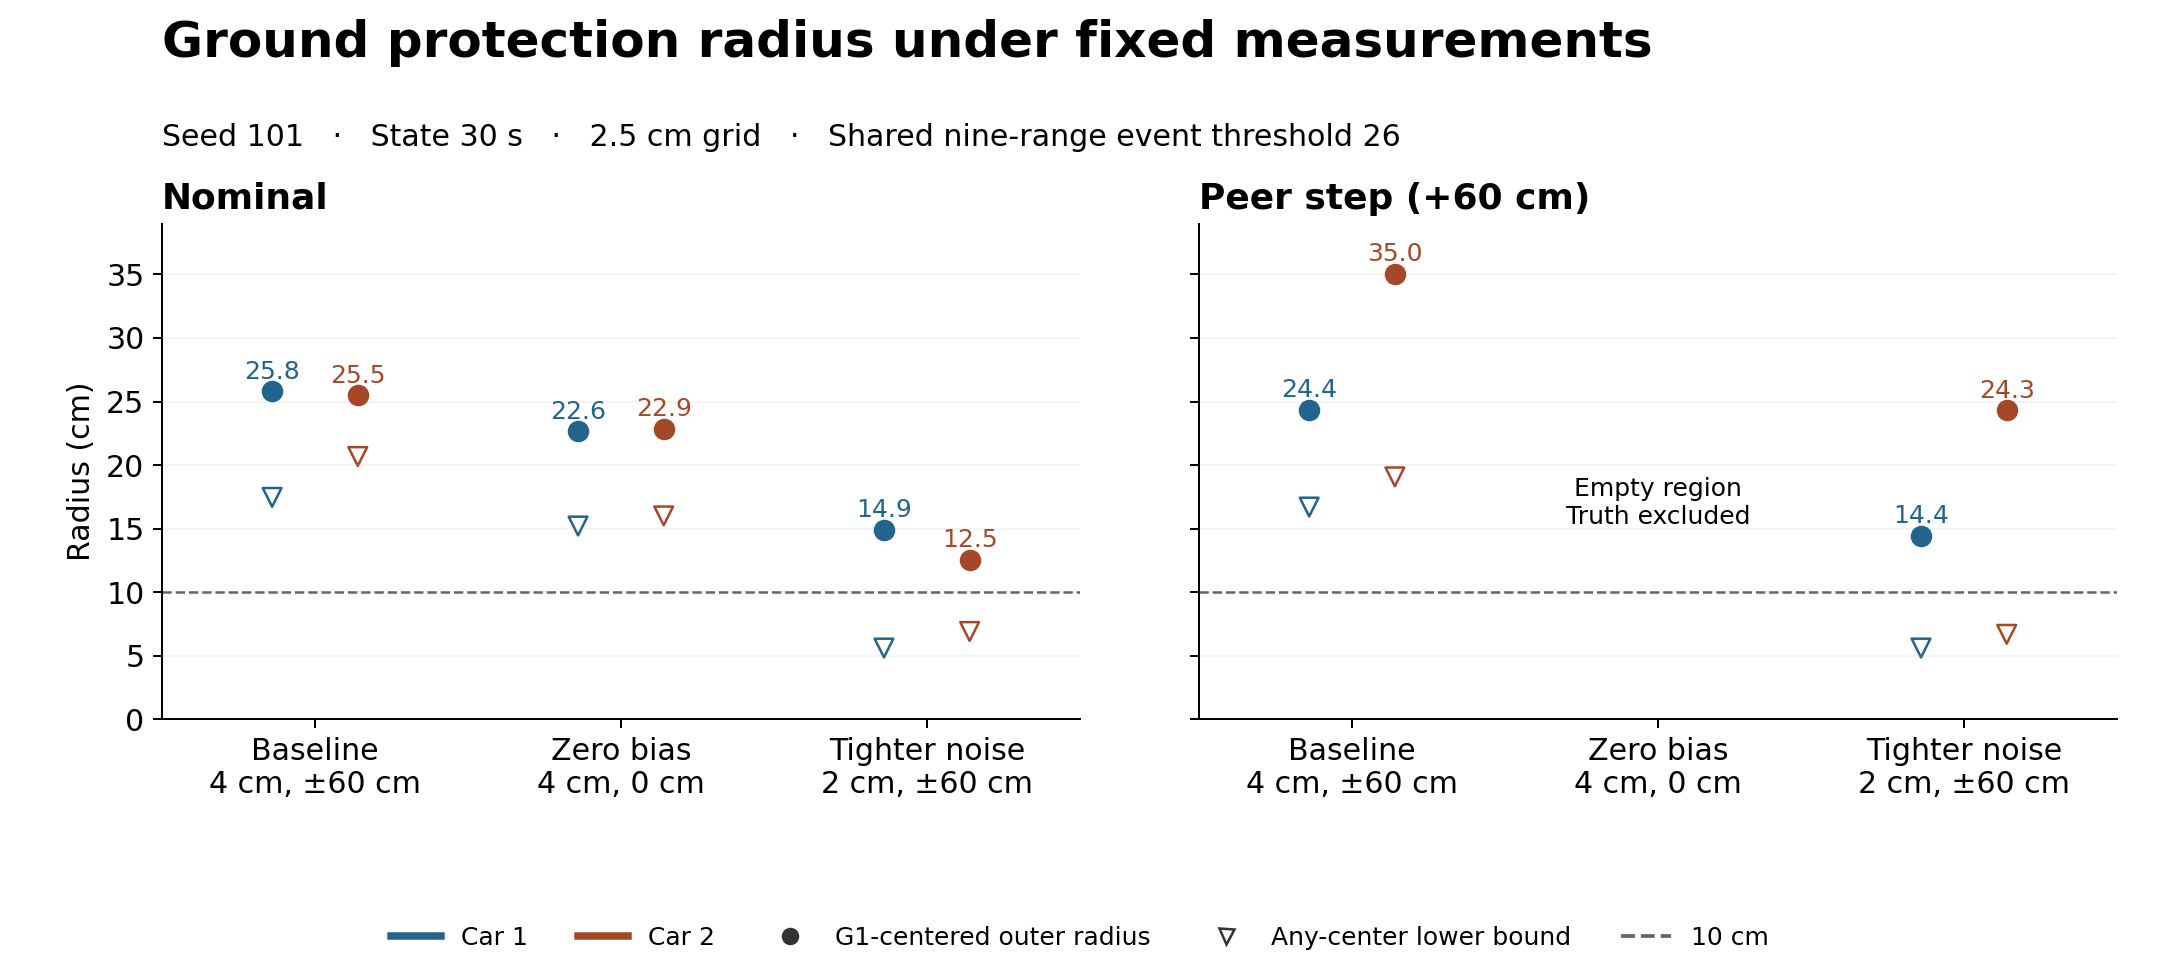 Ground protection radius under fixed measurements
Seed 101 · State 30 s · 2.5 cm grid · Shared nine-range event threshold 26
Nominal
Peer step (+60 cm)
Radius (cm)
35
30
25
20
15
10
5
0
25.8
25.5
22.6
22.9
14.9
12.5
35.0
24.4
24.3
14.4
Empty region
Truth excluded
Baseline
4 cm, ±60 cm
Zero bias
4 cm, 0 cm
Tighter noise
2 cm, ±60 cm
Baseline
4 cm, ±60 cm
Zero bias
4 cm, 0 cm
Tighter noise
2 cm, ±60 cm
Car 1
Car 2
G1-centered outer radius
Any-center lower bound
10 cm